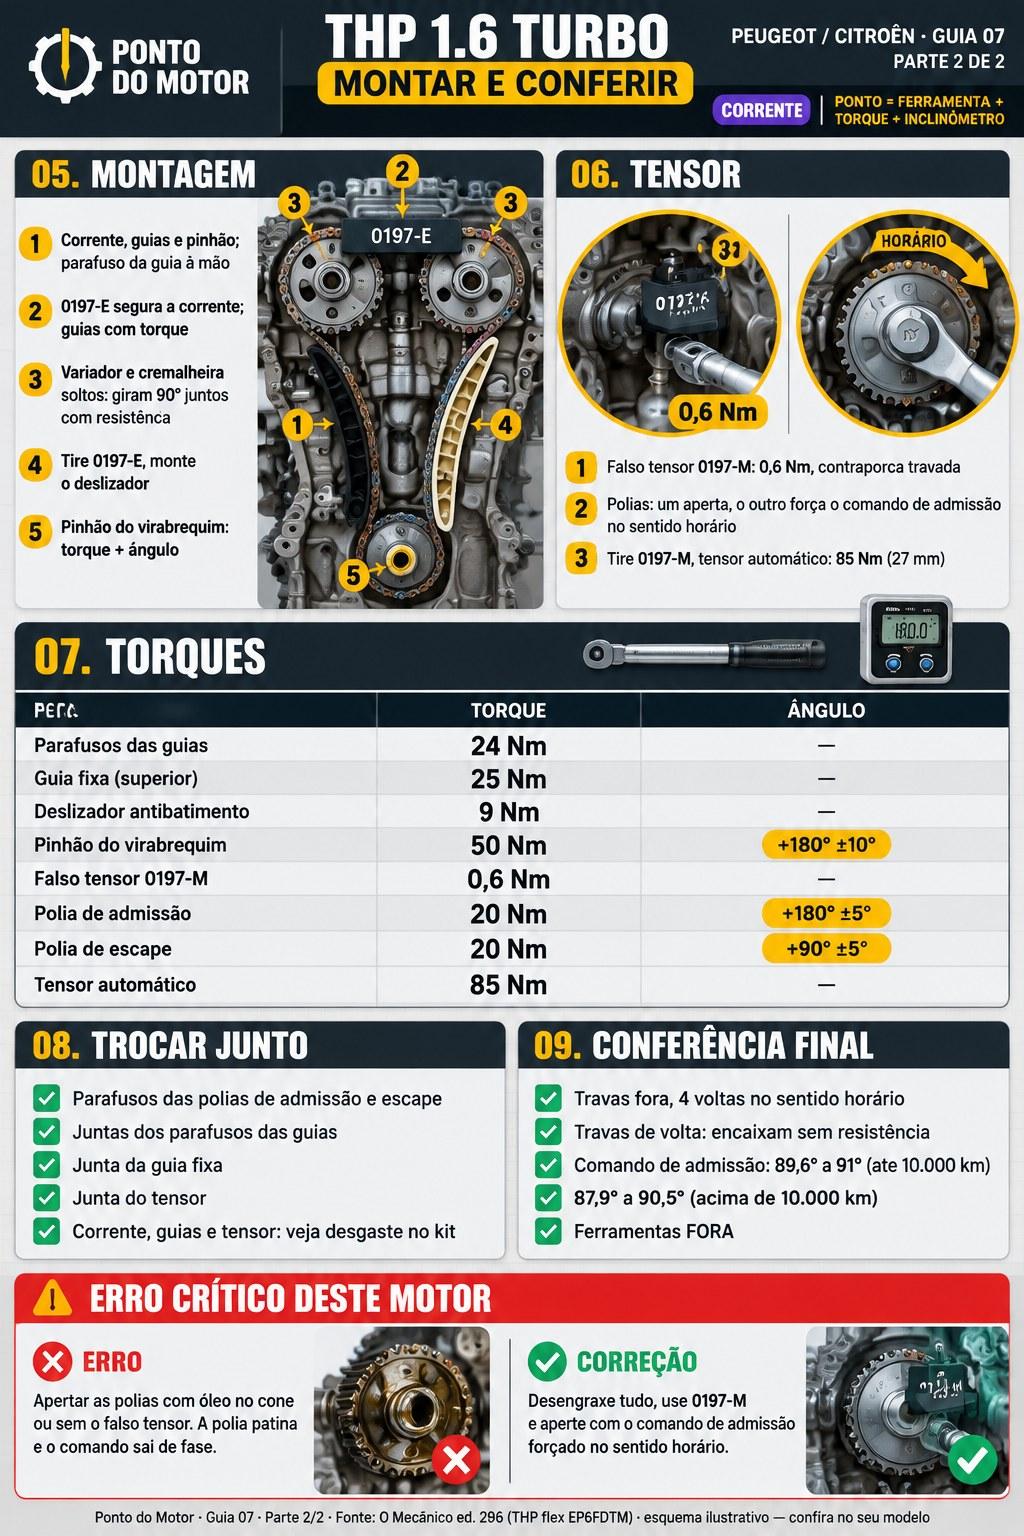 PONTO
DO MOTOR
THP 1.6 TURBO
MONTAR E CONFERIR
PEUGEOT / CITROËN · GUIA 07
PARTE 2 DE 2
CORRENTE
PONTO = FERRAMENTA +
TORQUE + INCLINÔMETRO
05. MONTAGEM
1 Corrente, guias e pinhão;
parafuso da guia à mão
2 0197-E segura a corrente;
guias com torque
3 Variador e cremalheira
soltos: giram 90° juntos
com resistênca
4 Tire 0197-E, monte
o deslizador
5 Pinhão do virabrequim:
torque + ángulo
2
3
3
0197-E
1
4
5
06. TENSOR
31
0,6 Nm
HORÁRIO
1 Falso tensor 0197-M: 0,6 Nm, contraporca travada
2 Polias: um aperta, o outro força o comando de admissão
no sentido horário
3 Tire 0197-M, tensor automático: 85 Nm (27 mm)
07. TORQUES
TORQUE ÂNGULO
Parafusos das guias 24 Nm —
Guia fixa (superior) 25 Nm —
Deslizador antibatimento 9 Nm —
Pinhão do virabrequim 50 Nm +180° ±10°
Falso tensor 0197-M 0,6 Nm —
Polia de admissão 20 Nm +180° ±5°
Polia de escape 20 Nm +90° ±5°
Tensor automático 85 Nm —
08. TROCAR JUNTO
Parafusos das polias de admissão e escape
Juntas dos parafusos das guias
Junta da guia fixa
Junta do tensor
Corrente, guias e tensor: veja desgaste no kit
09. CONFERÊNCIA FINAL
Travas fora, 4 voltas no sentido horário
Travas de volta: encaixam sem resistência
Comando de admissão: 89,6° a 91° (ate 10.000 km)
87,9° a 90,5° (acima de 10.000 km)
Ferramentas FORA
ERRO CRÍTICO DESTE MOTOR
ERRO
Apertar as polias com óleo no cone
ou sem o falso tensor. A polia patina
e o comando sai de fase.
CORREÇÃO
Desengraxe tudo, use 0197-M
e aperte com o comando de admissão
forçado no sentido horário.
Ponto do Motor · Guia 07 · Parte 2/2 · Fonte: O Mecânico ed. 296 (THP flex EP6FDTM) · esquema ilustrativo — confira no seu modelo